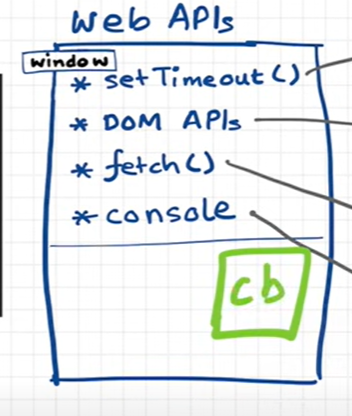 Web APIs
window
* setTimeout()
* DOM APIs
* fetch()
* console
cb